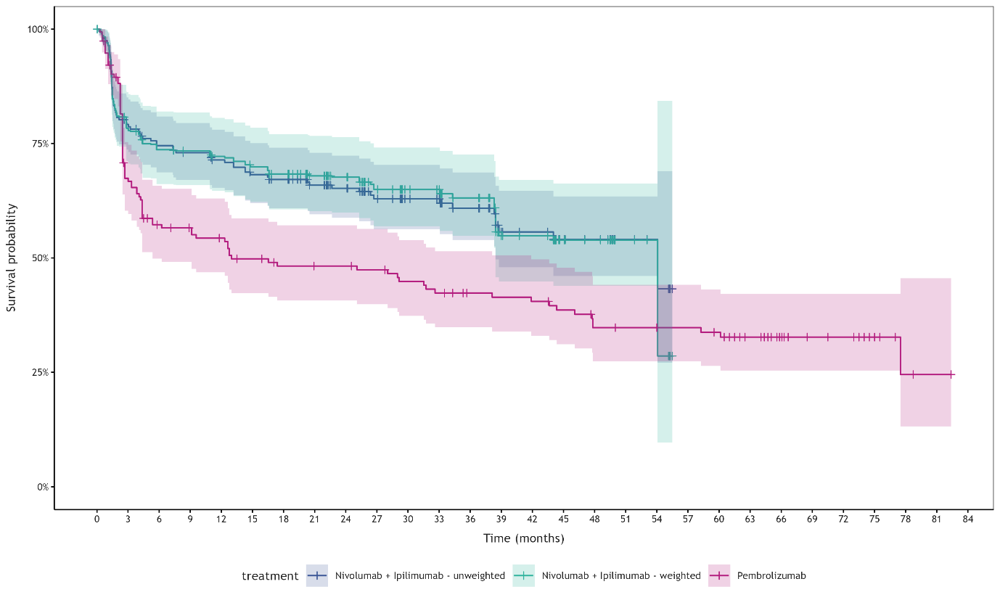 100%
75%
50%
25%
0%
Survival probability
0 3 6 9 12 15 18 21 24 27 30 33 36 39 42 45 48 51 54 57 60 63 66 69 72 75 78 81 84
Time (months)
treatment Nivolumab + Ipilimumab - unweighted Nivolumab + Ipilimumab - weighted Pembrolizumab